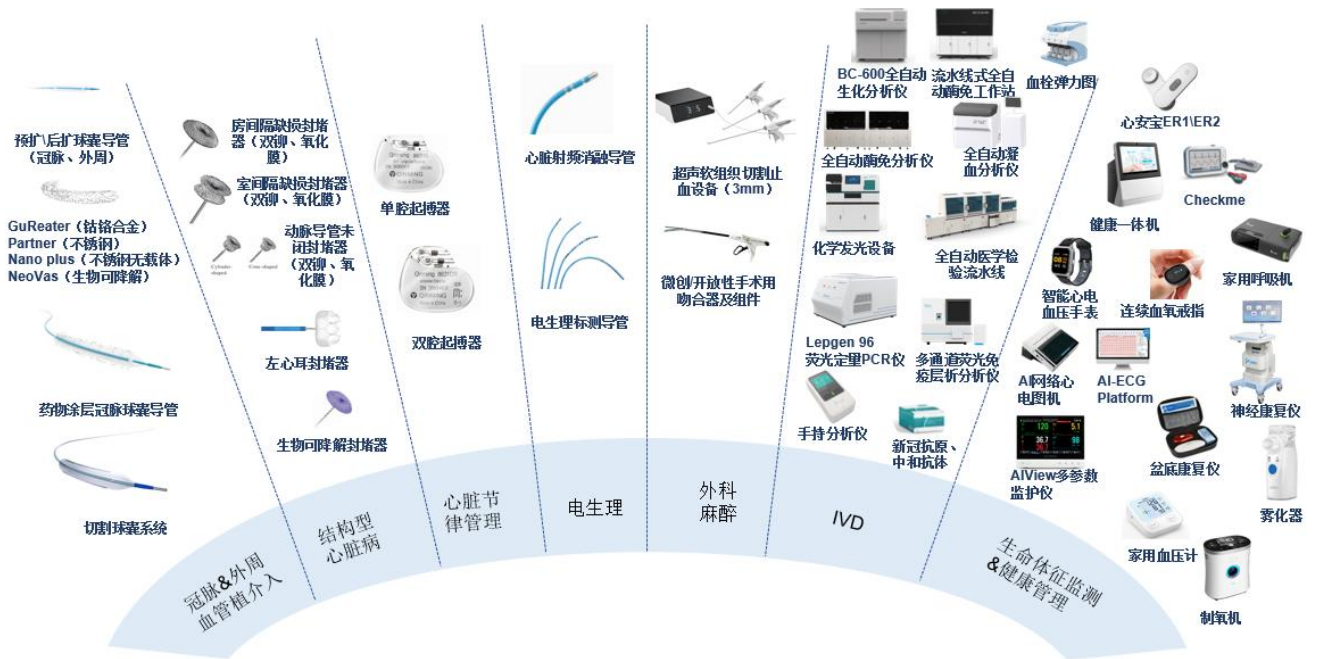 预扩\后扩球囊导管
（冠脉、外周）
GuReater（钴铬合金）
Partner（不锈钢）
Nano plus（不锈钢无载体）
NeoVas（生物可降解）
药物涂层冠脉球囊导管
切割球囊系统
冠脉&外周
血管植介入
房间隔缺损封堵
器（双铆、氧化
膜）
室间隔缺损封堵器
（双铆、氧化膜）
动脉导管未
闭封堵器
（双铆、氧
化膜）
Cylinder
shaped
Cone-shaped
左心耳封堵器
生物可降解封堵器
结构型
心脏病
单腔起搏器
双腔起搏器
心脏节
律管理
心脏射频消融导管
电生理标测导管
电生理
超声软组织切割止
血设备（3mm）
微创/开放性手术用
吻合器及组件
外科
麻醉
BC-600全自动
生化分析仪
流水线式全自
动酶免工作站
血栓弹力图
全自动酶免分析仪
全自动凝
血分析仪
化学发光设备
全自动医学检
验流水线
Lepgen 96
荧光定量PCR仪
多通道荧光免
疫层析分析仪
手持分析仪
新冠抗原、
中和抗体
IVD
心安宝ER1\ER2
健康一体机
Checkme
智能心电
血压手表
连续血氧戒指
家用呼吸机
AI网络心
电图机
AI-ECG
Platform
神经康复仪
AIView多参数
监护仪
盆底康复仪
雾化器
家用血压计
制氧机
生命体征监测
&健康管理